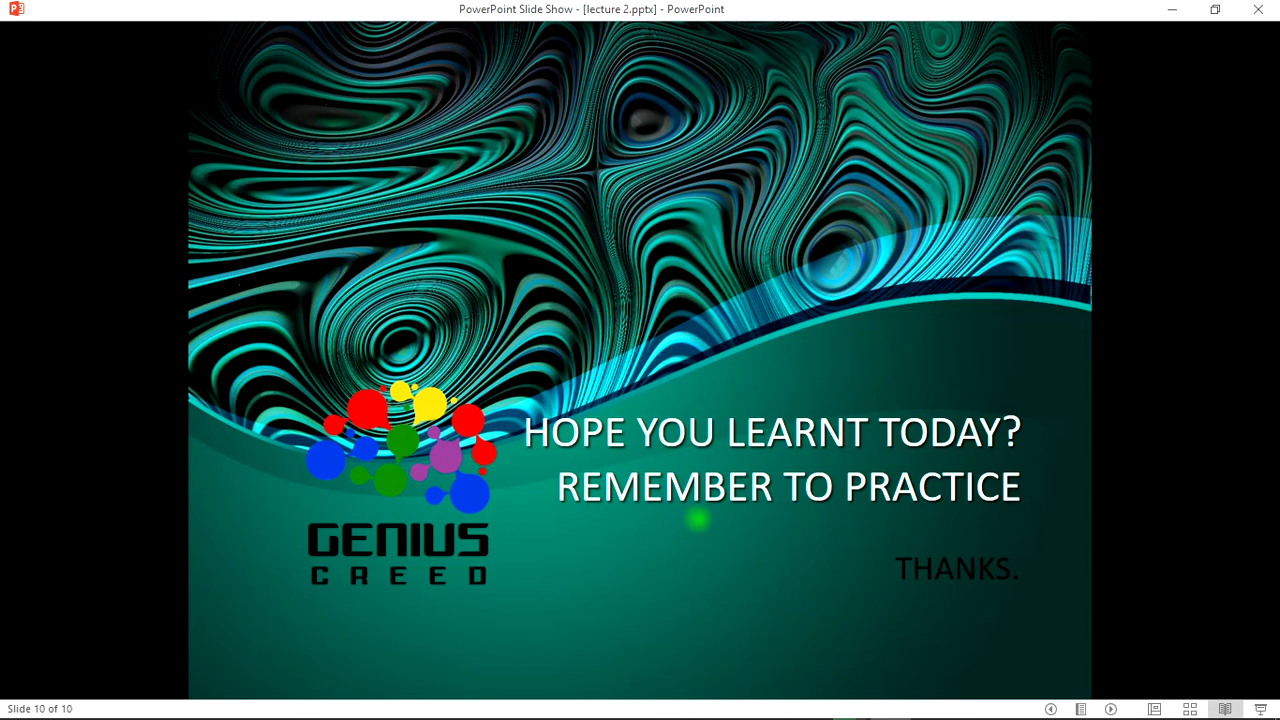 PowerPoint Slide Show - [lecture 2.pptx] - PowerPoint
HOPE YOU LEARNT TODAY?
REMEMBER TO PRACTICE
GENIUS
CREED
THANKS.
Slide 10 of 10